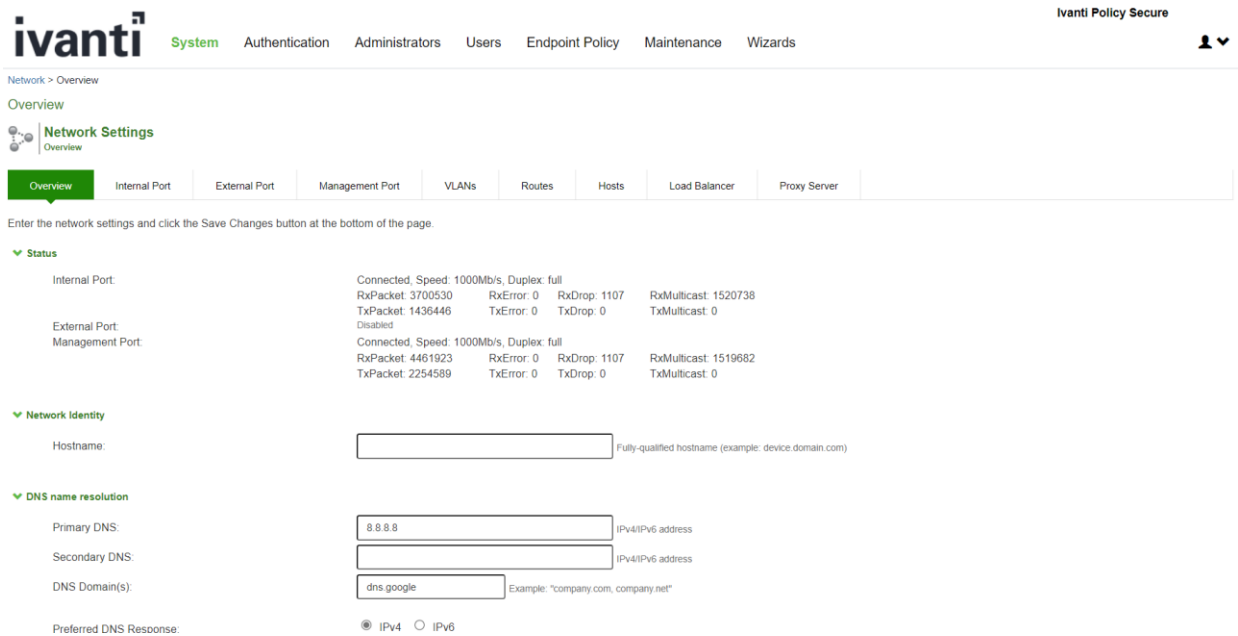 Ivanti Policy Secure
ivanti System Authentication Administrators Users Endpoint Policy Maintenance Wizards
Network > Overview
Overview
Network Settings
Overview
Overview Internal Port External Port Management Port VLANs Routes Hosts Load Balancer Proxy Server
Enter the network settings and click the Save Changes button at the bottom of the page.
Status
Internal Port: Connected, Speed: 1000Mb/s, Duplex: full
RxPacket: 3700530 RxError: 0 RxDrop: 1107 RxMulticast: 1520738
TxPacket: 1436446 TxError: 0 TxDrop: 0 TxMulticast: 0
External Port: Disabled
Management Port: Connected, Speed: 1000Mb/s, Duplex: full
RxPacket: 4461923 RxError: 0 RxDrop: 1107 RxMulticast: 1519682
TxPacket: 2254589 TxError: 0 TxDrop: 0 TxMulticast: 0
Network Identity
Hostname: Fully-qualified hostname (example: device.domain.com)
DNS name resolution
Primary DNS: 8.8.8.8 IPv4/IPv6 address
Secondary DNS: IPv4/IPv6 address
DNS Domain(s): dns.google Example: "company.com, company.net"
Preferred DNS Response: IPv4 IPv6